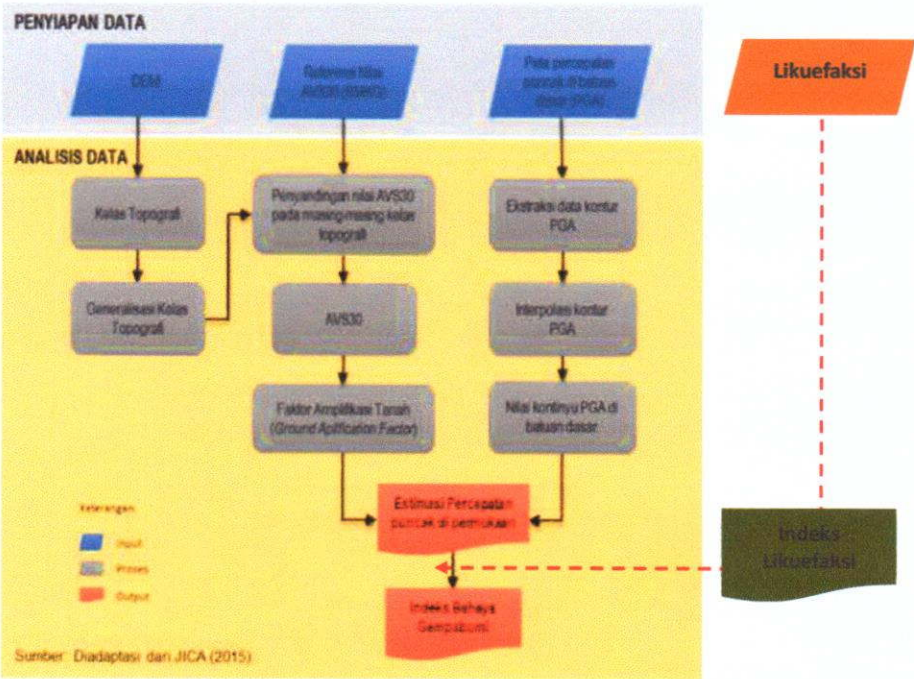 PENYIAPAN DATA
DEM
Referensi Nilai
AVS30 (BMKG)
Peta percepatan
puncak di batuan
dasar (PGA)
Likuefaksi
ANALISIS DATA
Kelas Topografi
Penyandingan nilai AVS30
pada masing-masing kelas
topografi
Ekstraksi data kontur
PGA
Generalisasi Kelas
Topografi
AVS30
Interpolasi kontur
PGA
Faktor Amplifikasi Tanah
(Ground Aplification Factor)
Nilai kontinyu PGA di
batuan dasar
Keterangan
Input
Proses
Output
Estimasi Percepatan
puncak di permukaan
Indeks
Likuefaksi
Indeks Bahaya
Gempabumi
Sumber: Diadaptasi dari JICA (2015)